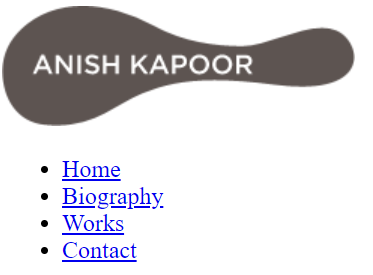 ANISH KAPOOR
Home
Biography
Works
Contact